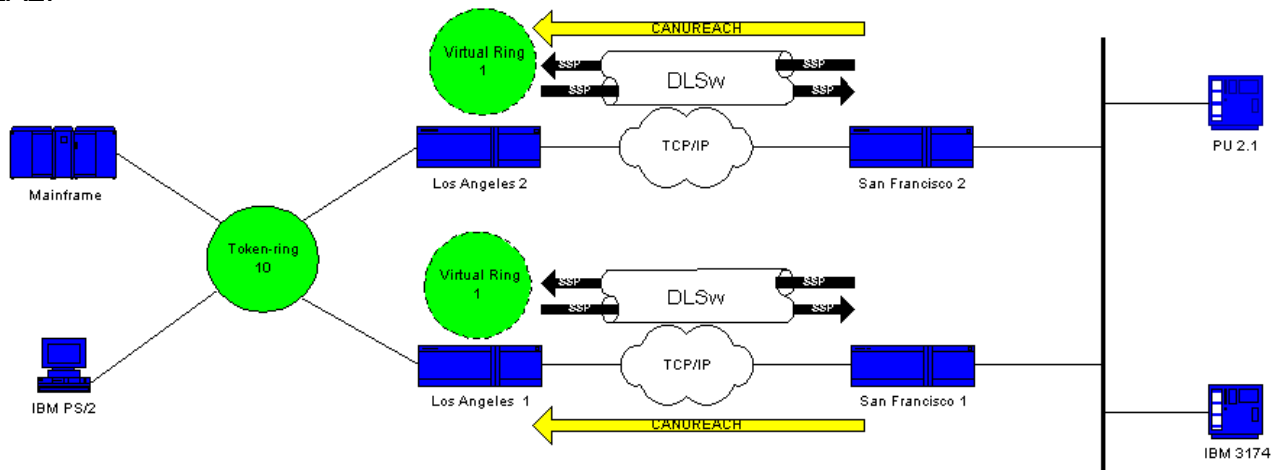 CANUREACH
Virtual Ring
1
SSP
SSP
DLSw
SSP
SSP
TCP/IP
Mainframe
Los Angeles 2
San Francisco 2
PU 2.1
Token-ring
10
Virtual Ring
1
SSP
SSP
DLSw
SSP
SSP
TCP/IP
IBM PS/2
Los Angeles 1
San Francisco 1
CANUREACH
IBM 3174